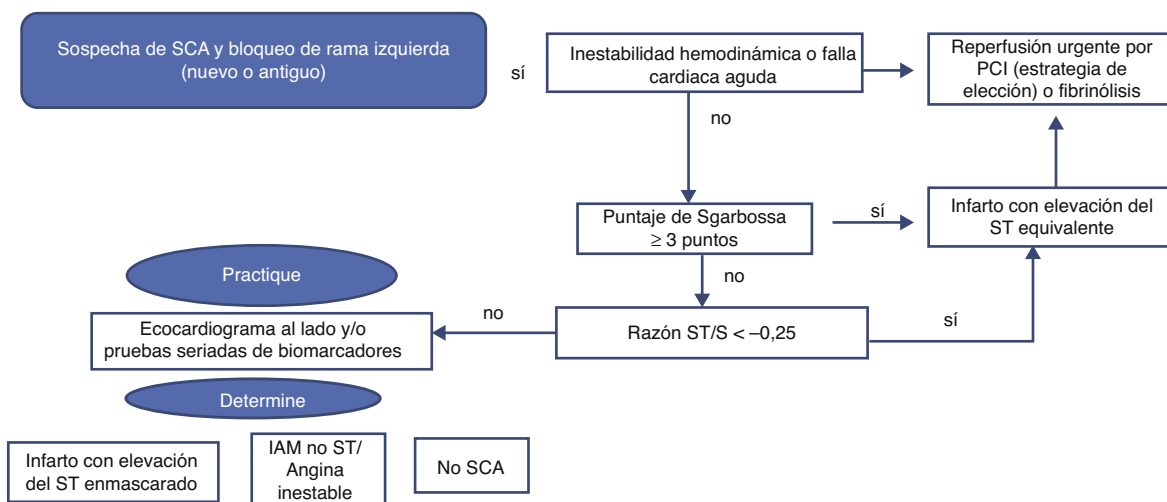 Sospecha de SCA y bloqueo de rama izquierda
(nuevo o antiguo)
sí
Inestabilidad hemodinámica o falla
cardiaca aguda
Reperfusión urgente por
PCI (estrategia de
elección) o fibrinólisis
no
Puntaje de Sgarbossa
≥ 3 puntos
sí
Infarto con elevación del
ST equivalente
no
Practique
Ecocardiograma al lado y/o
pruebas seriadas de biomarcadores
no
Razón ST/S < –0,25
sí
Determine
Infarto con elevación
del ST enmascarado
IAM no ST/
Angina
inestable
No SCA